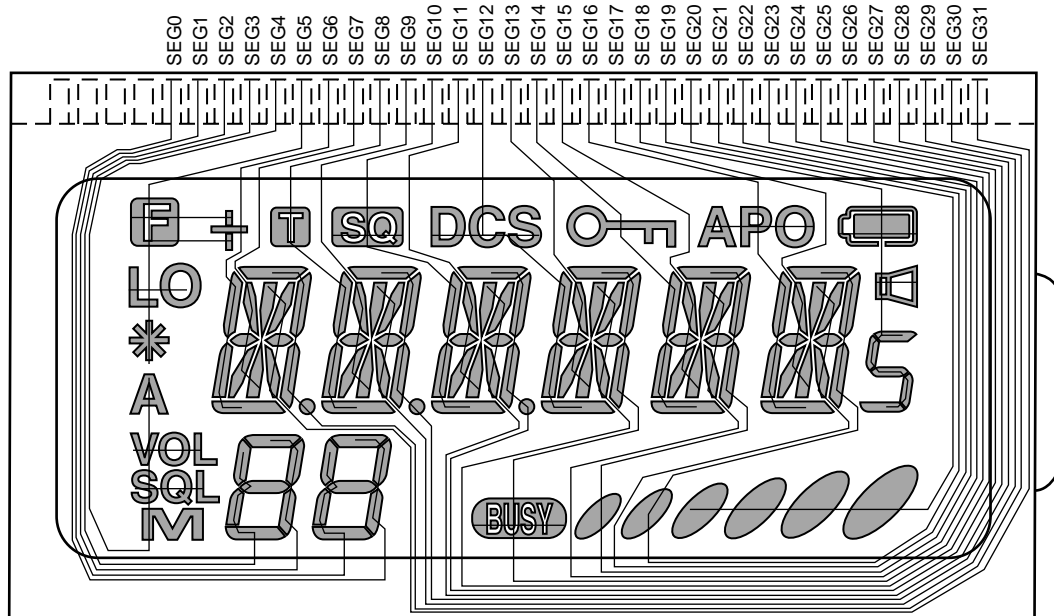 SEG0 SEG1 SEG2 SEG3 SEG4 SEG5 SEG6 SEG7 SEG8 SEG9 SEG10 SEG11 SEG12 SEG13 SEG14 SEG15 SEG16 SEG17 SEG18 SEG19 SEG20 SEG21 SEG22 SEG23 SEG24 SEG25 SEG26 SEG27 SEG28 SEG29 SEG30 SEG31
F + T SQ DCS APO
LO
*
A
VOL
SQL
M
BUSY